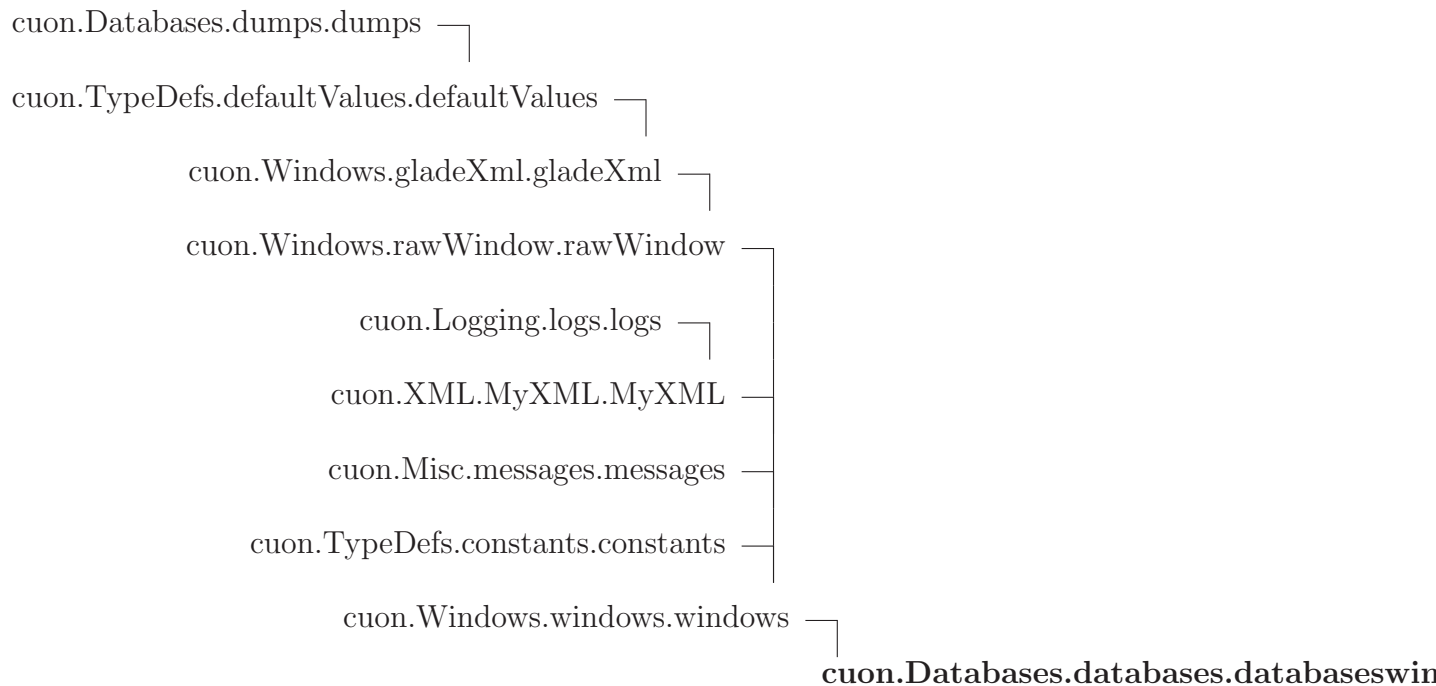 cuon.Databases.dumps.dumps
cuon.TypeDefs.defaultValues.defaultValues
cuon.Windows.gladeXml.gladeXml
cuon.Windows.rawWindow.rawWindow
cuon.Logging.logs.logs
cuon.XML.MyXML.MyXML
cuon.Misc.messages.messages
cuon.TypeDefs.constants.constants
cuon.Windows.windows.windows
cuon.Databases.databases.databaseswin